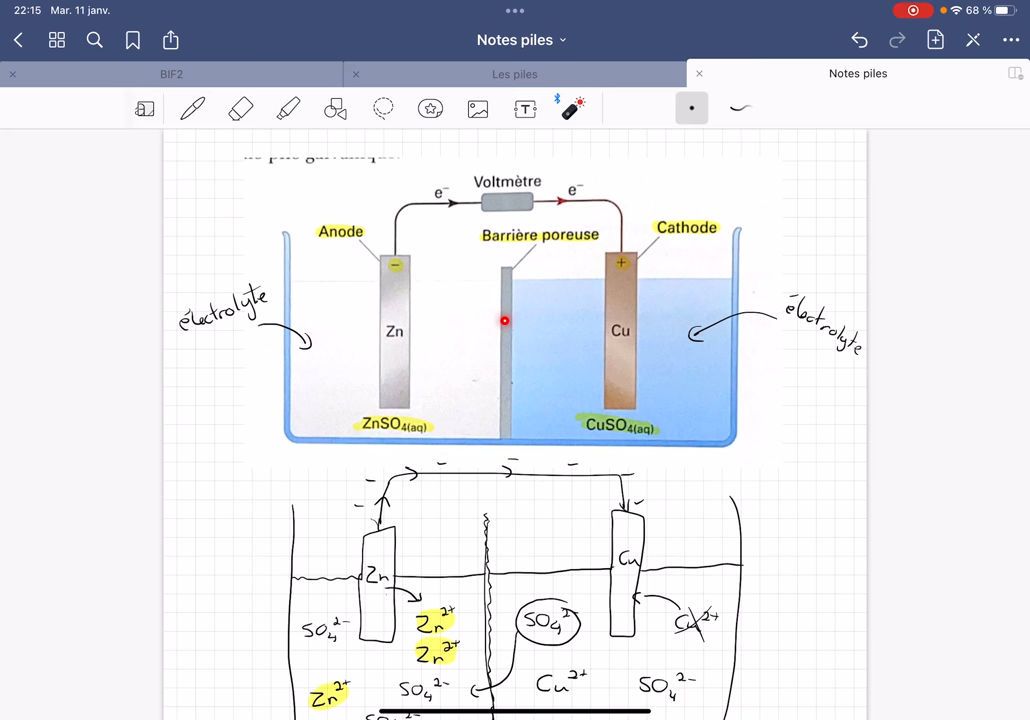 22:15 Mar. 11 janv.
68 %
Notes piles
BIF2
Les piles
Notes piles
T
Voltmètre
e⁻
e⁻
Anode
Barrière poreuse
Cathode
−
+
électrolyte
électrolyte
Zn
Cu
ZnSO₄(aq)
CuSO₄(aq)
− − −
− −
−
Zn
Cu
SO₄²⁻
Zn²⁺
SO₄²⁻
Cu²⁺
Zn²⁺
Zn²⁺
SO₄²⁻
Cu²⁺
SO₄²⁻